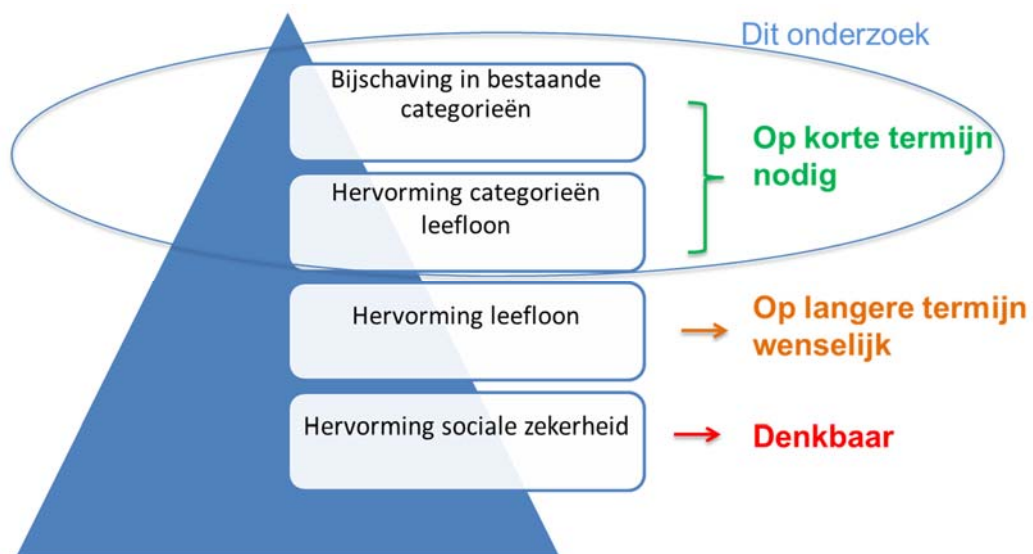 Dit onderzoek
Bijschaving in bestaande
categorieën
Op korte termijn
nodig
Hervorming categorieën
leefloon
Hervorming leefloon
Op langere termijn
wenselijk
Hervorming sociale zekerheid
Denkbaar